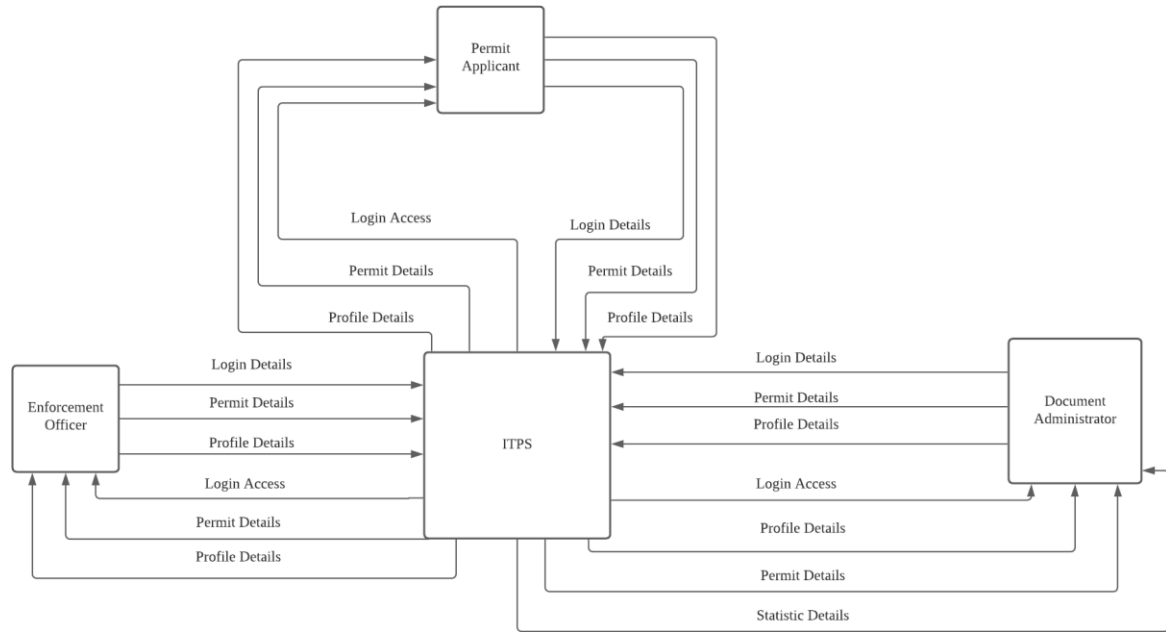 Permit
Applicant
Login Access
Login Details
Permit Details
Permit Details
Profile Details
Profile Details
Login Details
Login Details
Enforcement
Officer
Permit Details
Permit Details
Document
Administrator
Profile Details
Profile Details
ITPS
Login Access
Login Access
Permit Details
Profile Details
Profile Details
Permit Details
Statistic Details